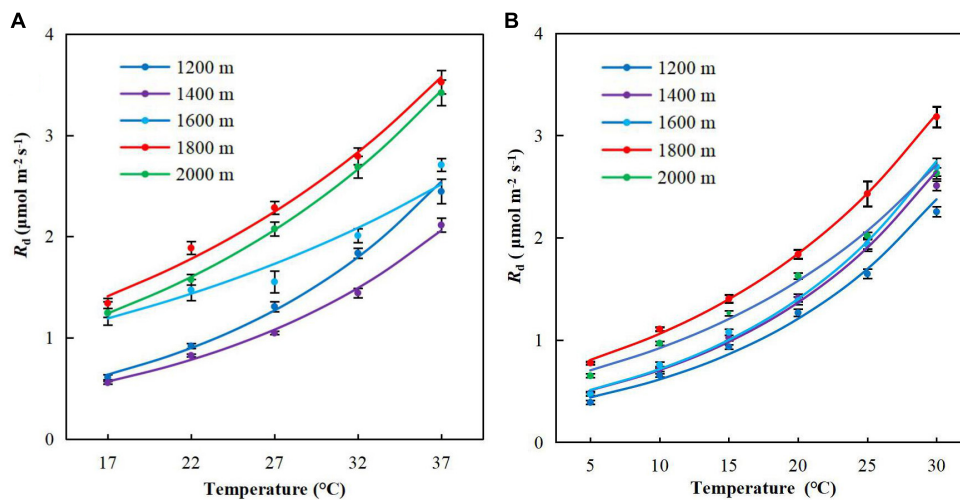 A
4
3
2
1
0
R_d (μmol m⁻² s⁻¹)
1200 m
1400 m
1600 m
1800 m
2000 m
17 22 27 32 37
Temperature (°C)
B
4
3
2
1
0
R_d ( μmol m⁻² s⁻¹)
1200 m
1400 m
1600 m
1800 m
2000 m
5 10 15 20 25 30
Temperature (°C)